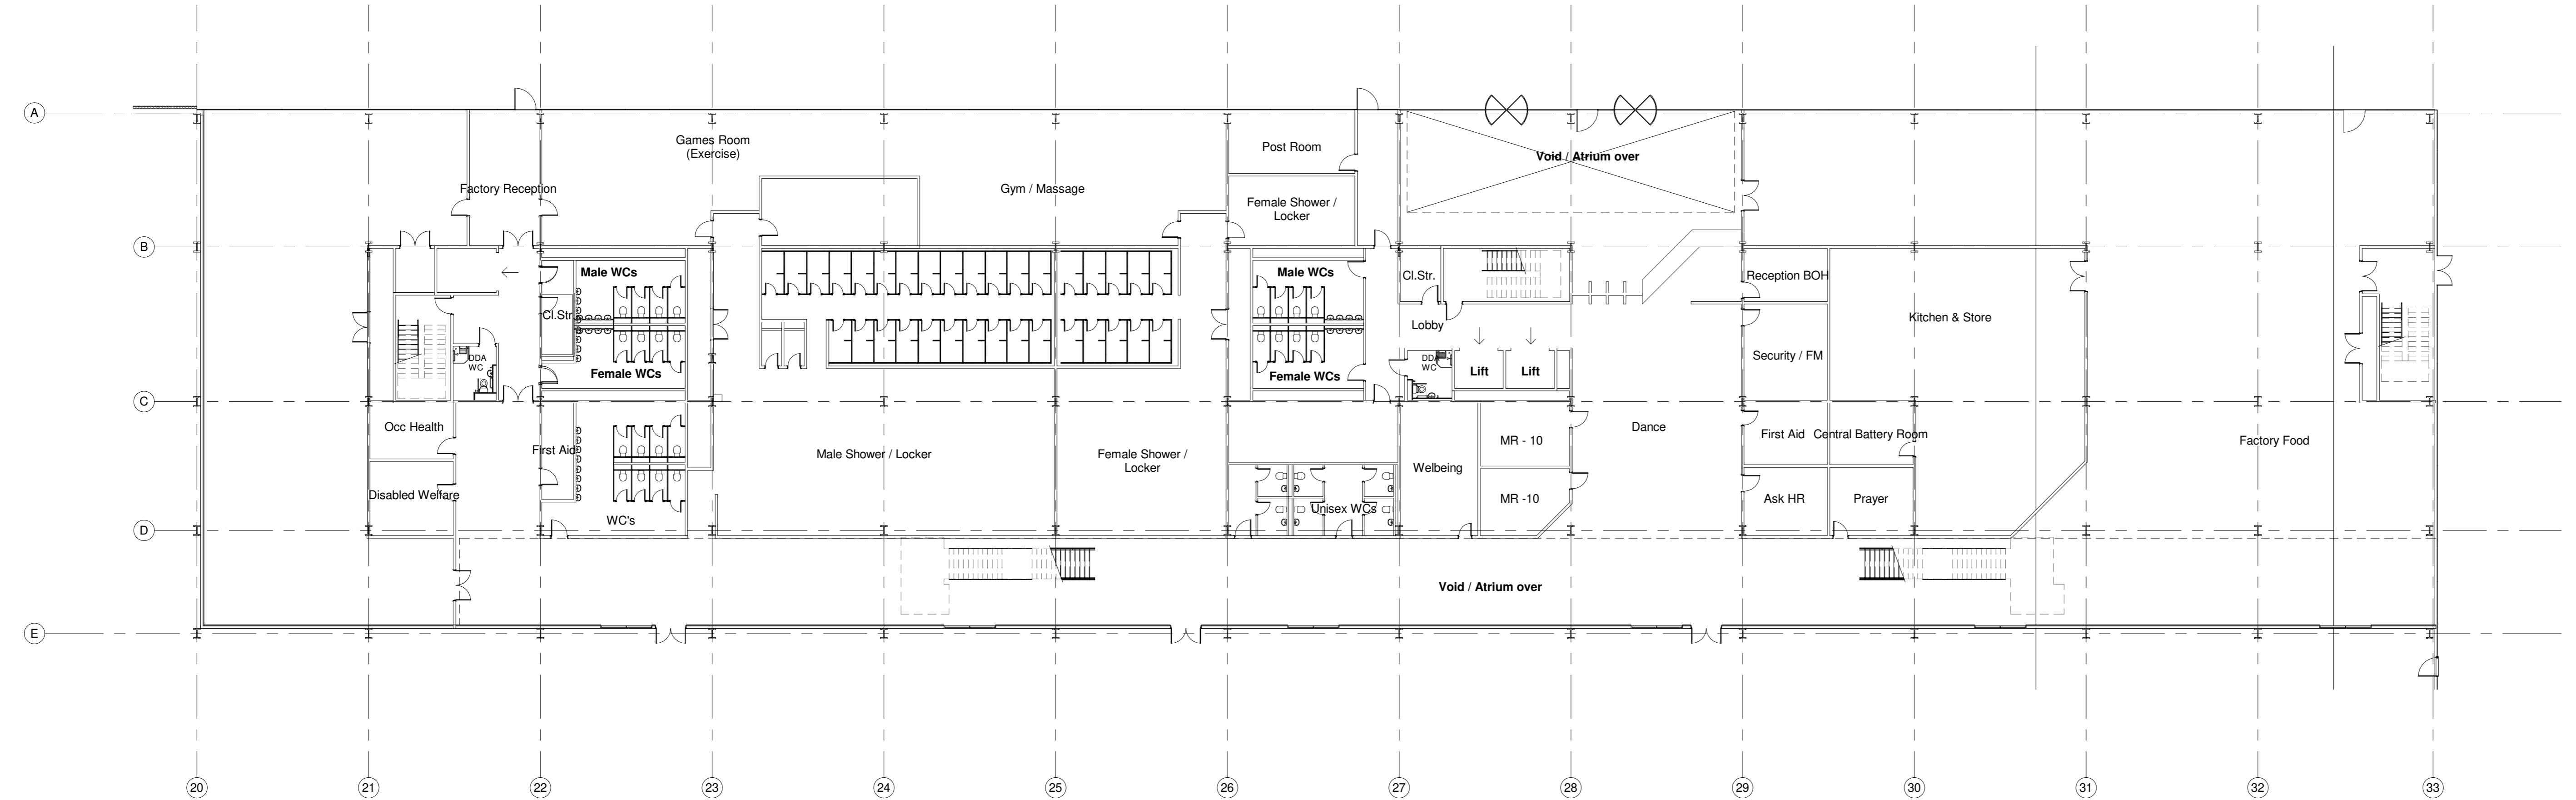 A
Games Room
(Exercise)
Post Room
Void / Atrium over
Factory Reception
Gym / Massage
Female Shower /
Locker
B
Male WCs
Male WCs
Cl.Str.
Reception BOH
Cl.Str
Lobby
Kitchen & Store
DDA
WC
Female WCs
Female WCs
DDA
WC
Lift
Lift
Security / FM
C
Occ Health
First Aid
Male Shower / Locker
Female Shower /
Locker
Welbeing
MR - 10
Dance
First Aid
Central Battery Room
Factory Food
Disabled Welfare
WC's
Unisex WCs
MR -10
Ask HR
Prayer
D
Void / Atrium over
E
20
21
22
23
24
25
26
27
28
29
30
31
32
33